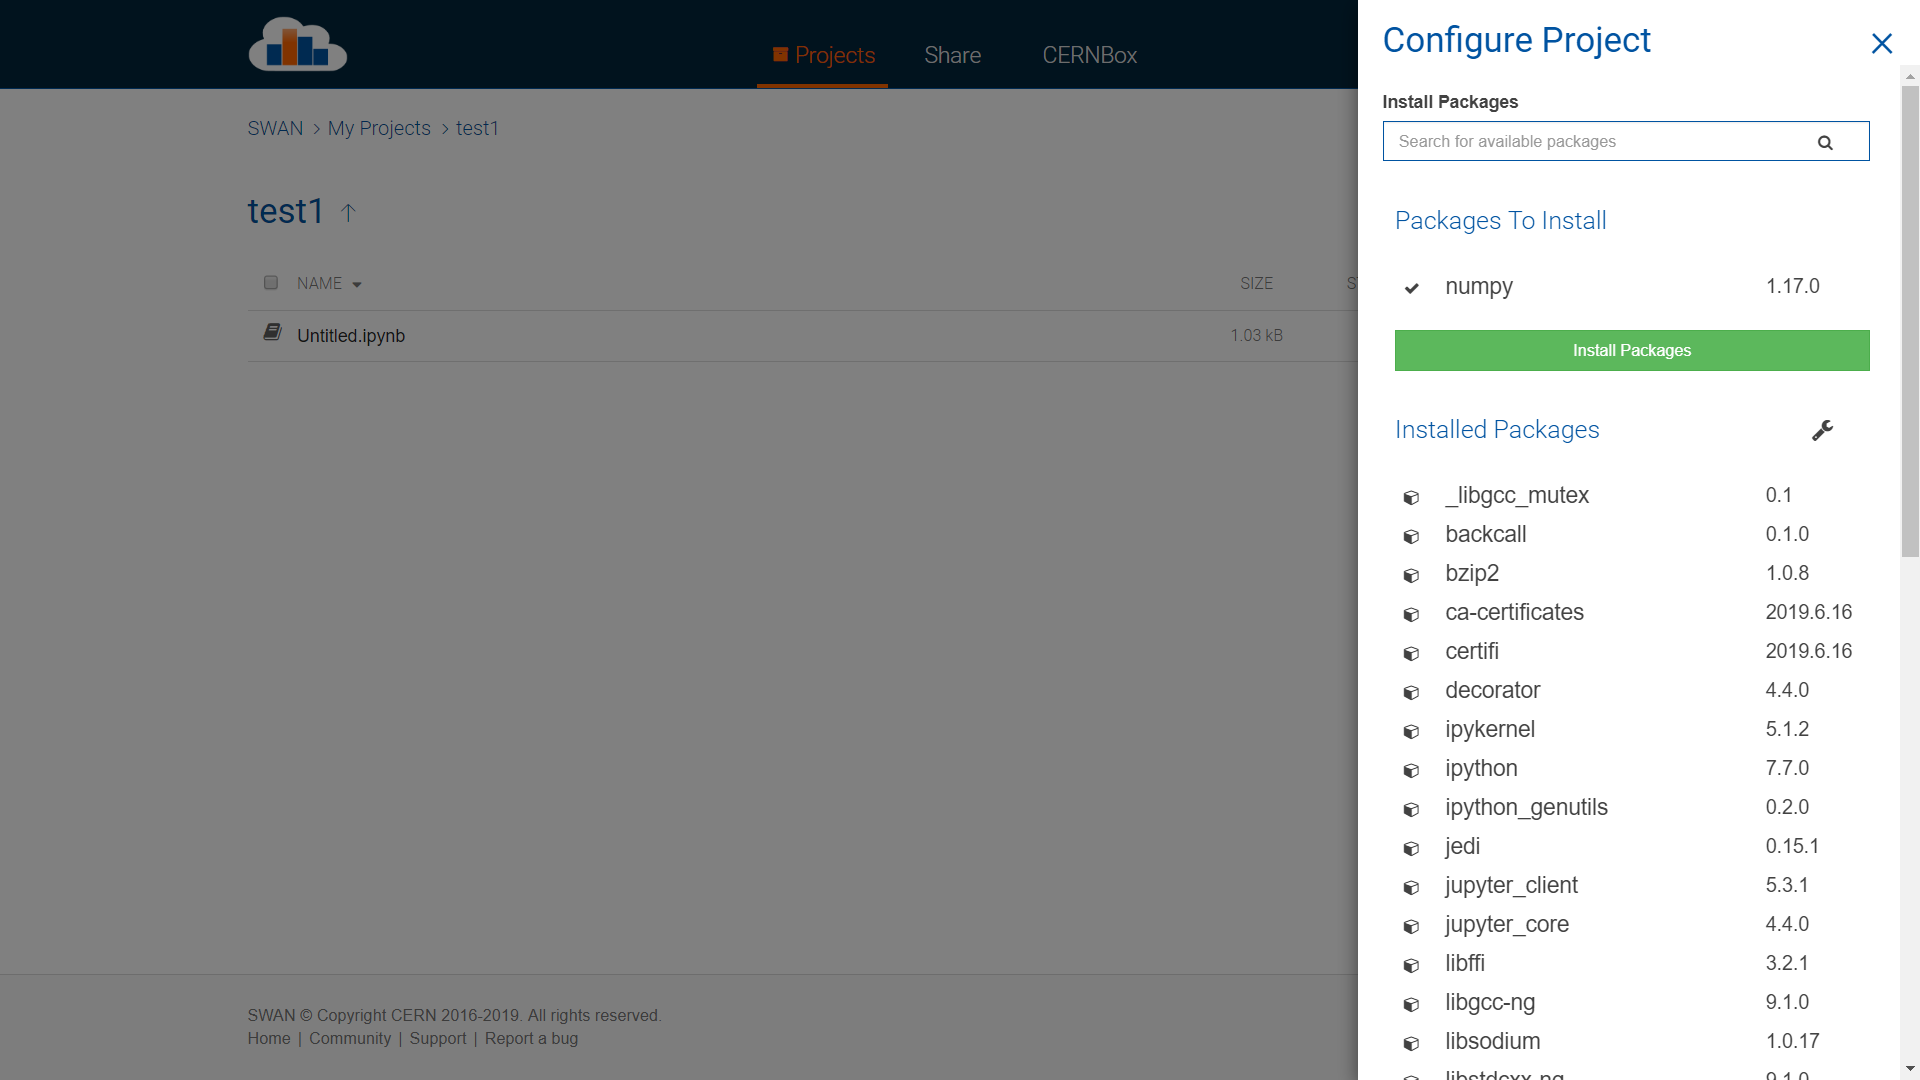 Projects
Share
CERNBox
SWAN > My Projects > test1
test1
NAME
SIZE
Untitled.ipynb
1.03 kB
SWAN © Copyright CERN 2016-2019. All rights reserved.
Home | Community | Support | Report a bug
Configure Project
Install Packages
Search for available packages
Packages To Install
numpy 1.17.0
Install Packages
Installed Packages
_libgcc_mutex 0.1
backcall 0.1.0
bzip2 1.0.8
ca-certificates 2019.6.16
certifi 2019.6.16
decorator 4.4.0
ipykernel 5.1.2
ipython 7.7.0
ipython_genutils 0.2.0
jedi 0.15.1
jupyter_client 5.3.1
jupyter_core 4.4.0
libffi 3.2.1
libgcc-ng 9.1.0
libsodium 1.0.17
libstdcxx-ng 9.1.0